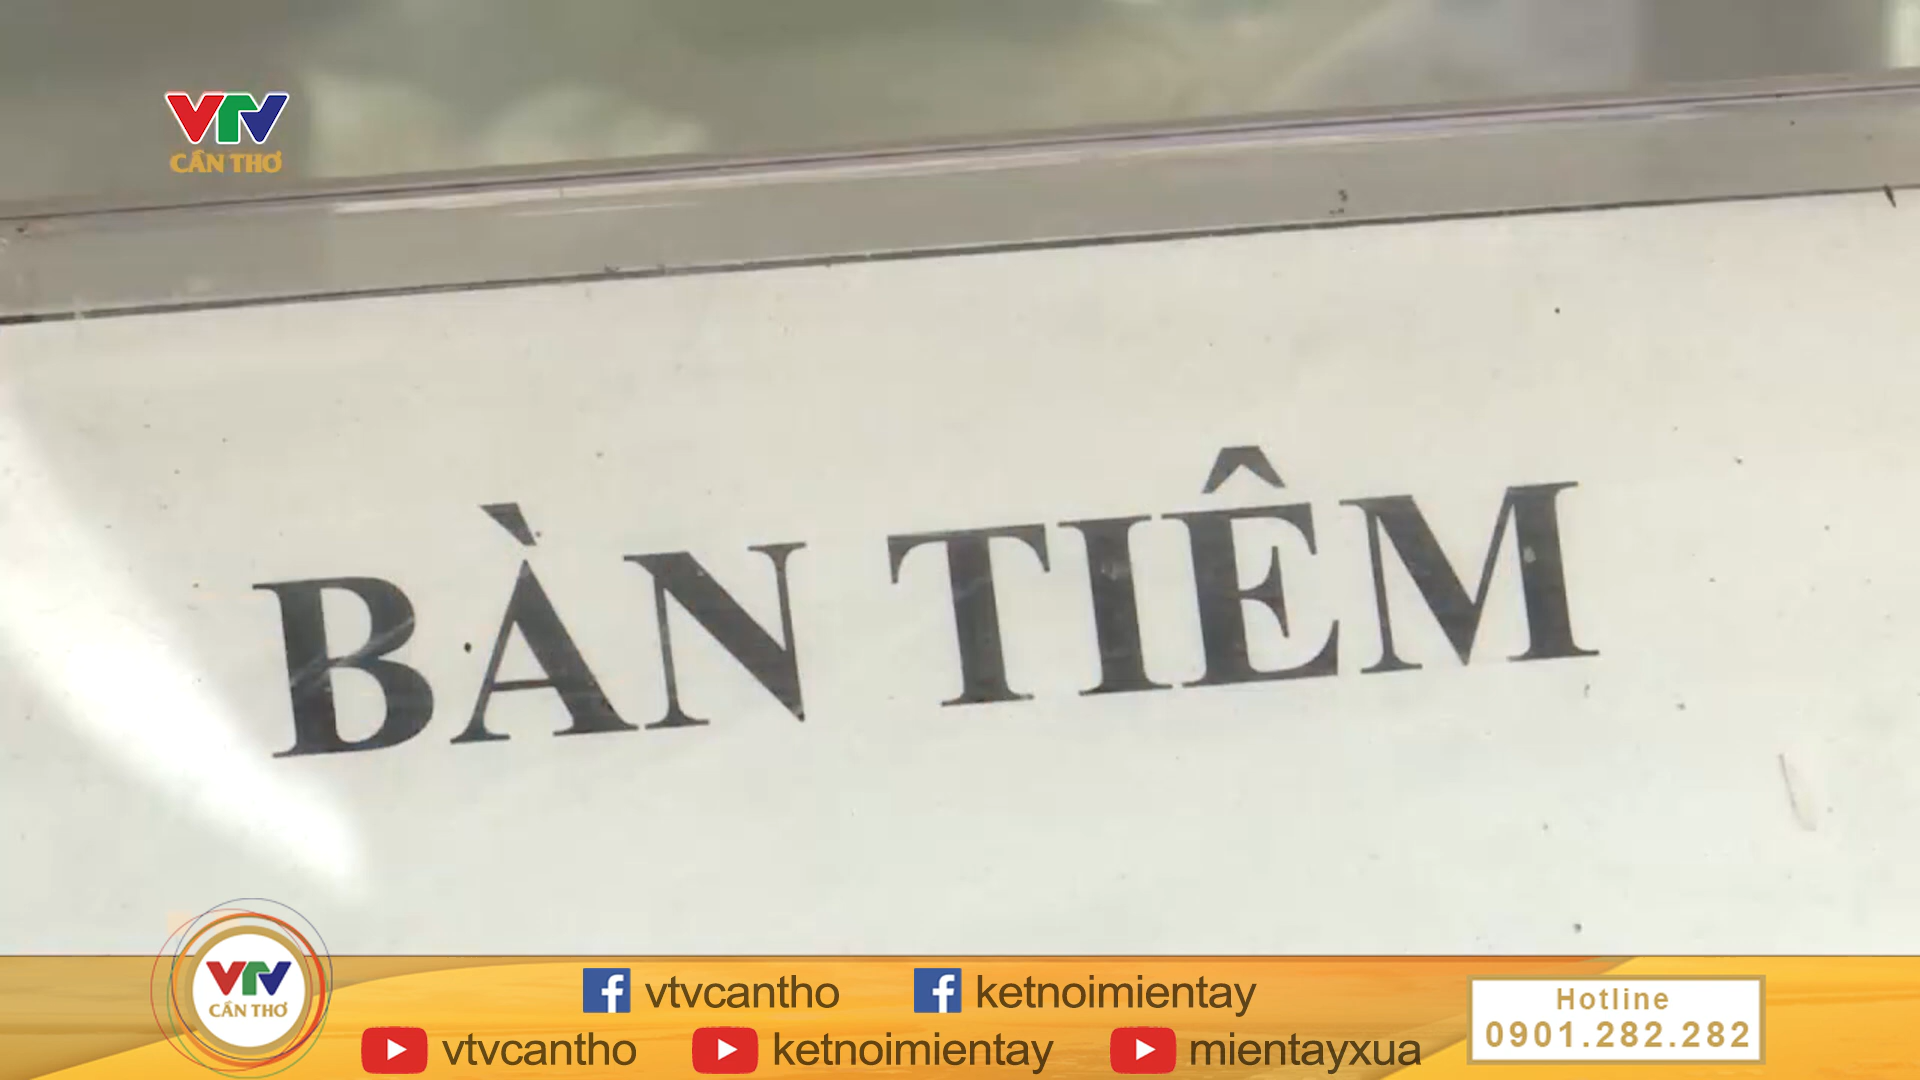 VTV
CẦN THƠ
BÀN TIÊM
VTV
CẦN THƠ
vtvcantho
ketnoimientay
vtvcantho
ketnoimientay
mientayxua
Hotline
0901.282.282